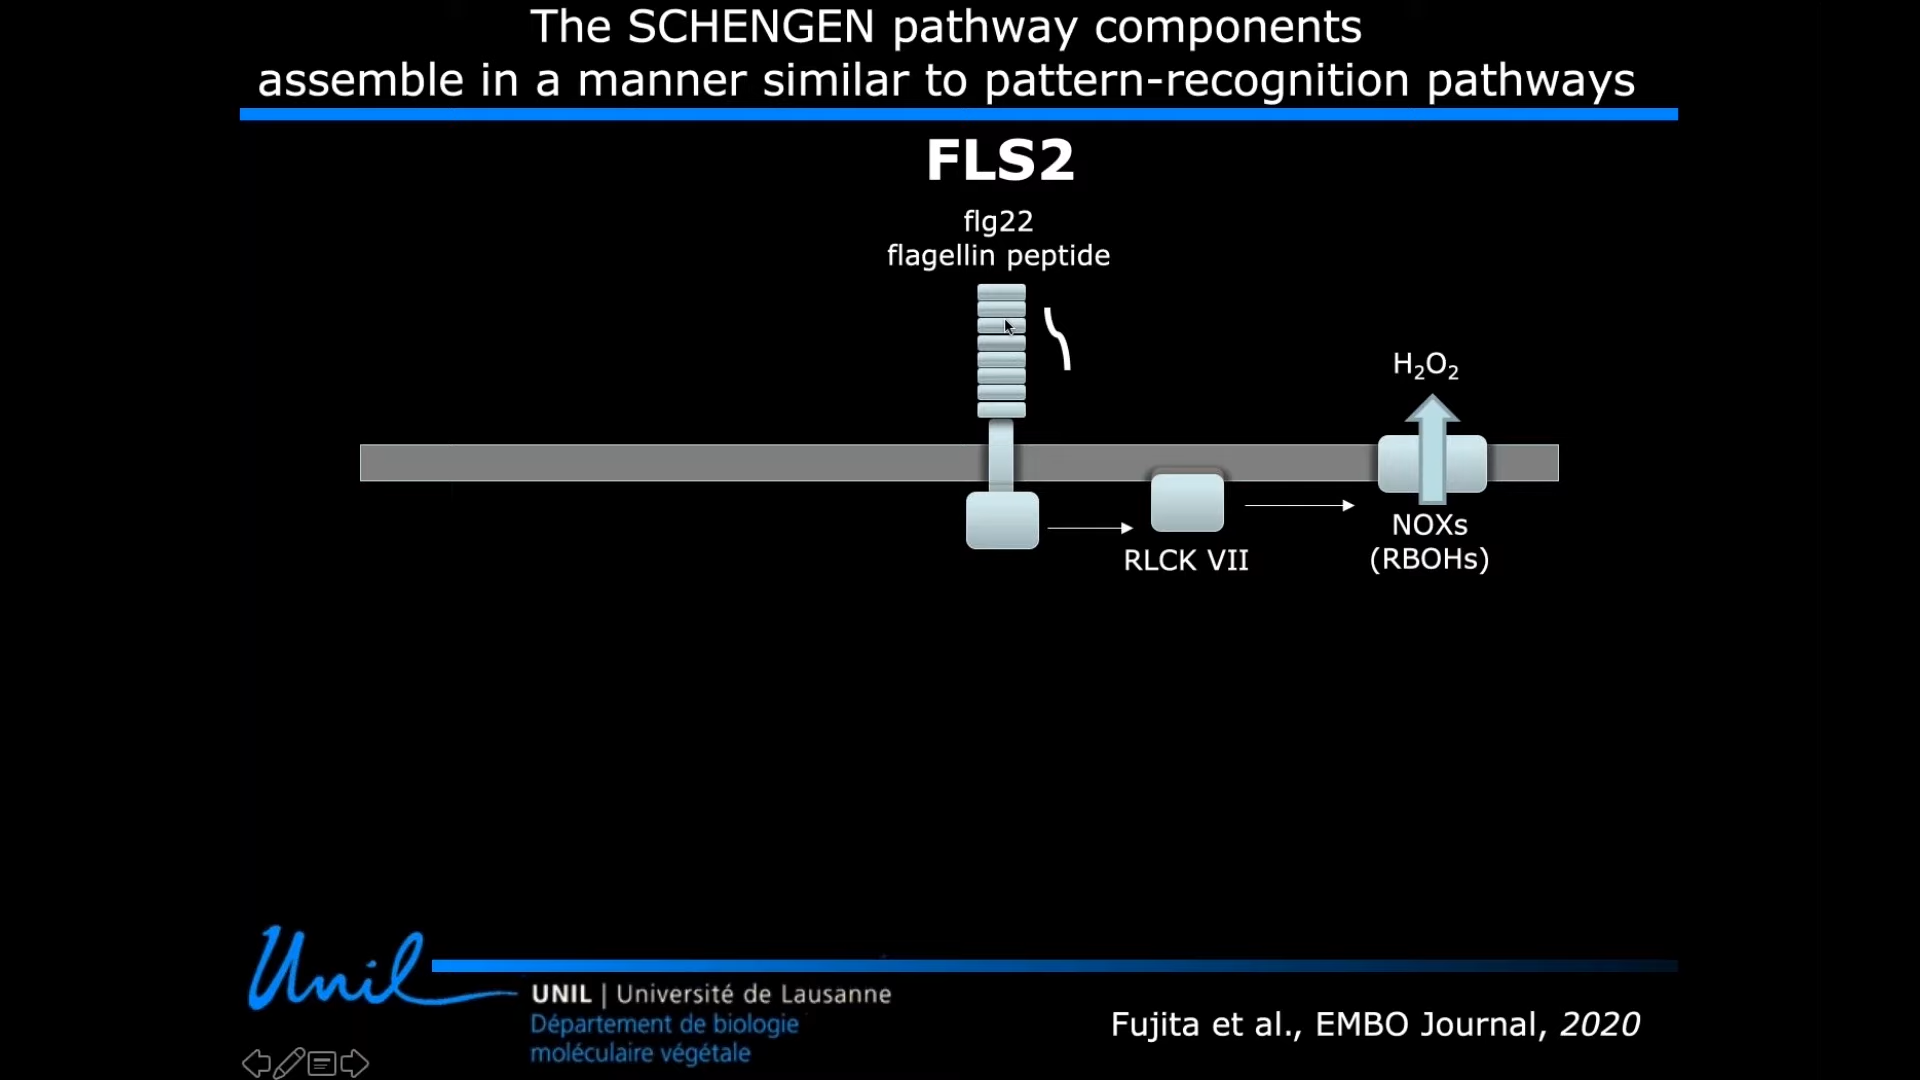 The SCHENGEN pathway components
assemble in a manner similar to pattern-recognition pathways
FLS2
flg22
flagellin peptide
H₂O₂
NOXs
(RBOHs)
RLCK VII
Unil
UNIL | Université de Lausanne
Département de biologie
moléculaire végétale
Fujita et al., EMBO Journal, 2020